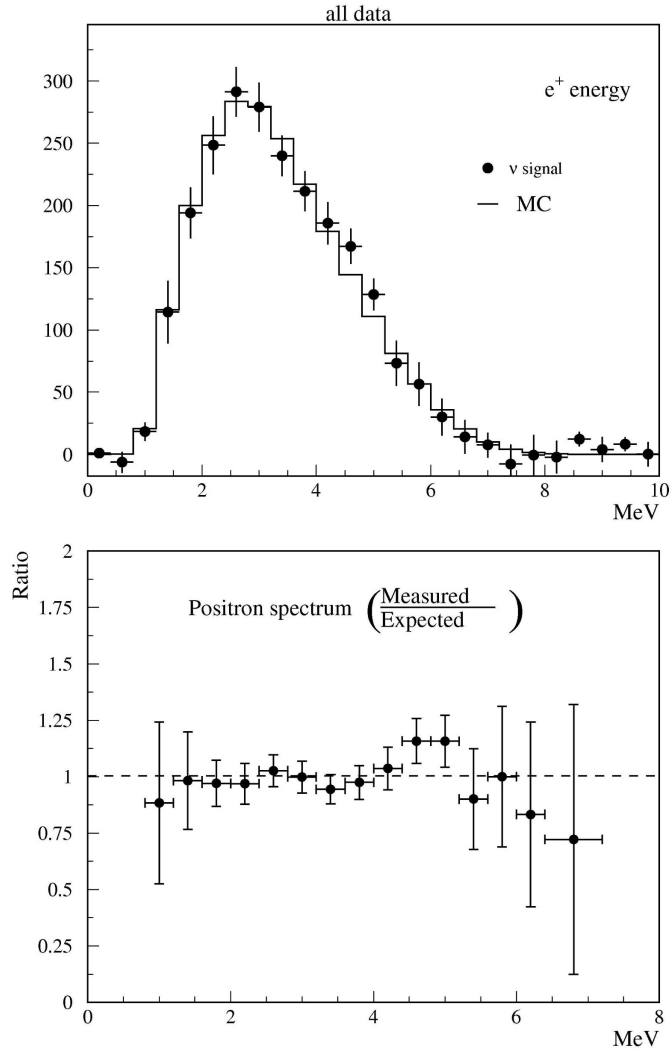 all data
300
250
200
150
100
50
0
e⁺ energy
ν signal
MC
0 2 4 6 8 10
MeV
Ratio
2
1.75
1.5
1.25
1
0.75
0.5
0.25
0
Positron spectrum (Measured
Expected)
0 2 4 6 8
MeV